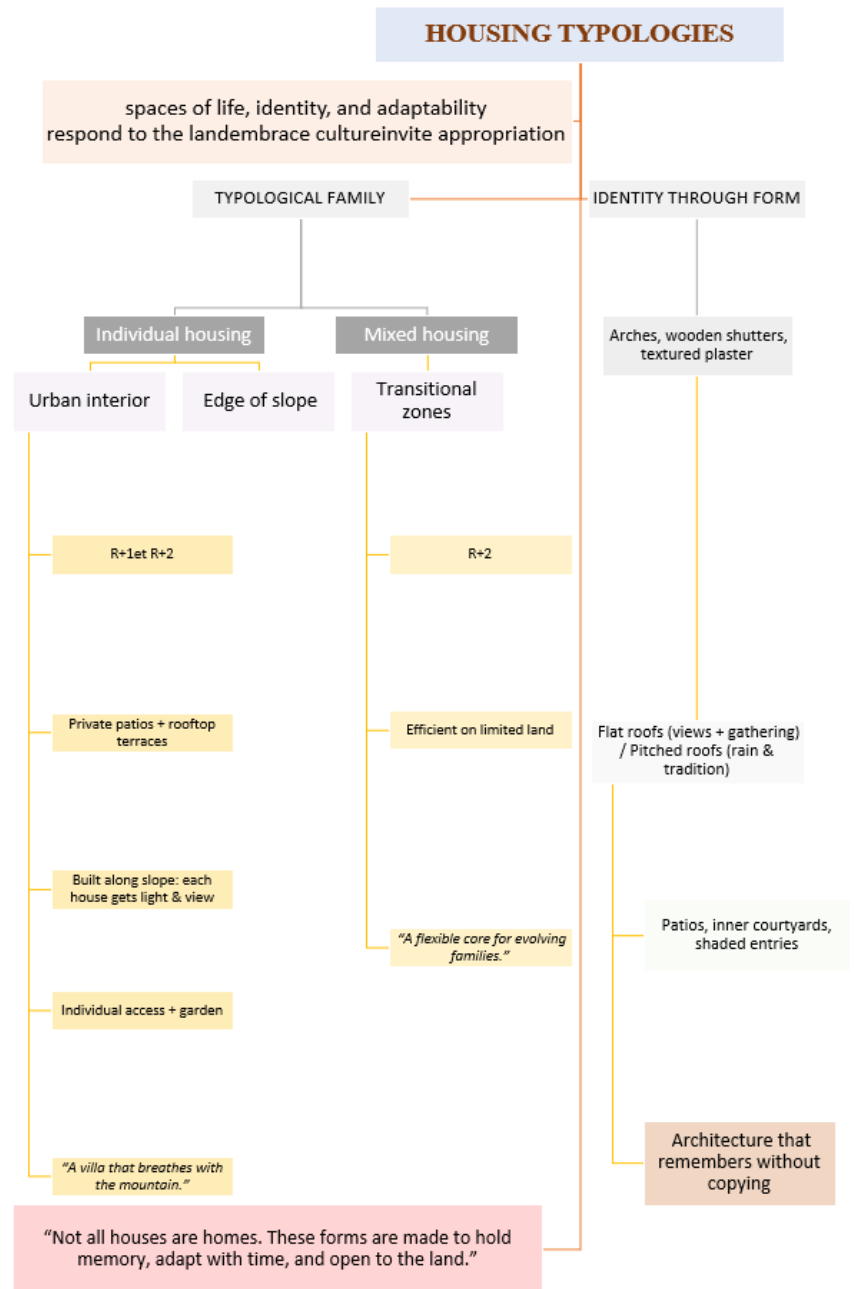 HOUSING TYPOLOGIES
spaces of life, identity, and adaptability
respond to the landembrace cultureinvite appropriation
TYPOLOGICAL FAMILY
IDENTITY THROUGH FORM
Individual housing
Mixed housing
Arches, wooden shutters,
textured plaster
Urban interior
Edge of slope
Transitional
zones
R+1et R+2
R+2
Private patios + rooftop
terraces
Efficient on limited land
Flat roofs (views + gathering)
/ Pitched roofs (rain &
tradition)
Built along slope: each
house gets light & view
"A flexible core for evolving
families."
Patios, inner courtyards,
shaded entries
Individual access + garden
"A villa that breathes with
the mountain."
Architecture that
remembers without
copying
"Not all houses are homes. These forms are made to hold
memory, adapt with time, and open to the land."